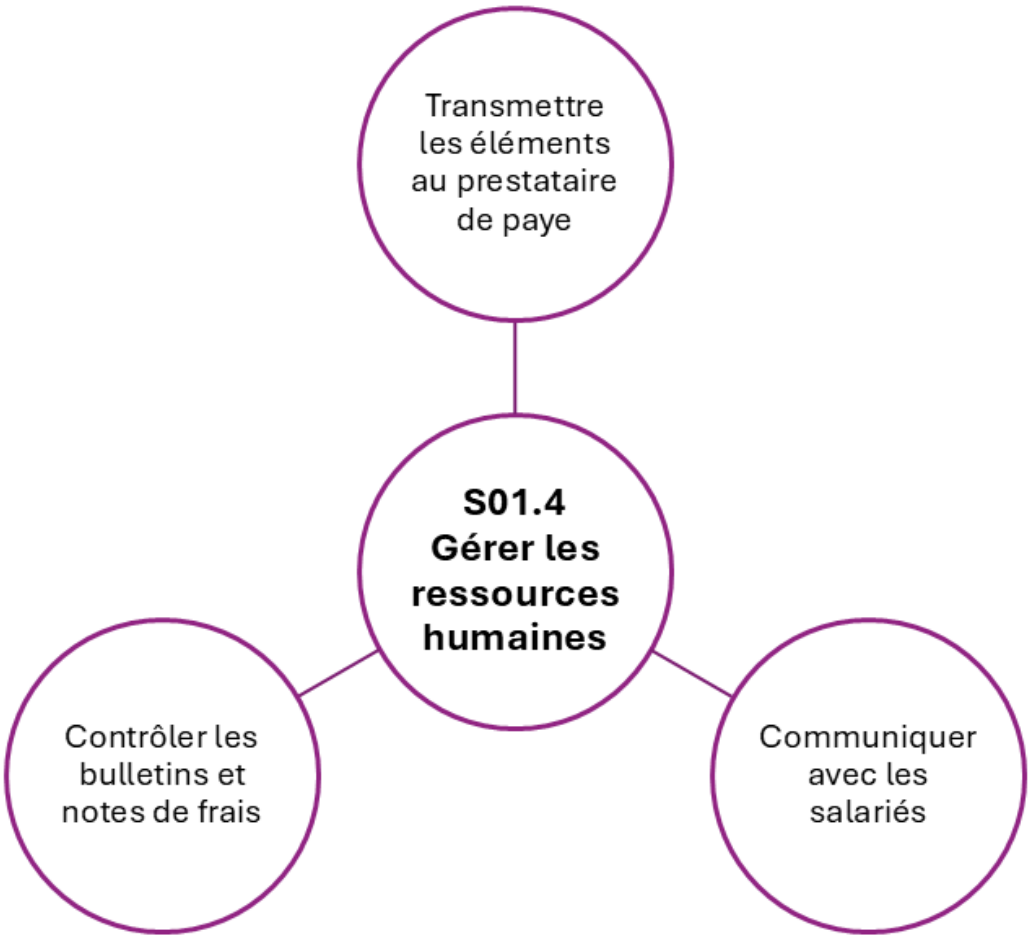 Transmettre
les éléments
au prestataire
de paye
S01.4
Gérer les
ressources
humaines
Contrôler les
bulletins et
notes de frais
Communiquer
avec les
salariés